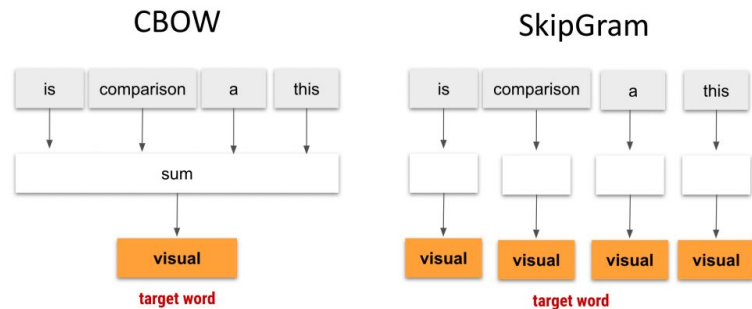 CBOW
is comparison a this
sum
visual
target word
SkipGram
is comparison a this
visual visual visual visual
target word